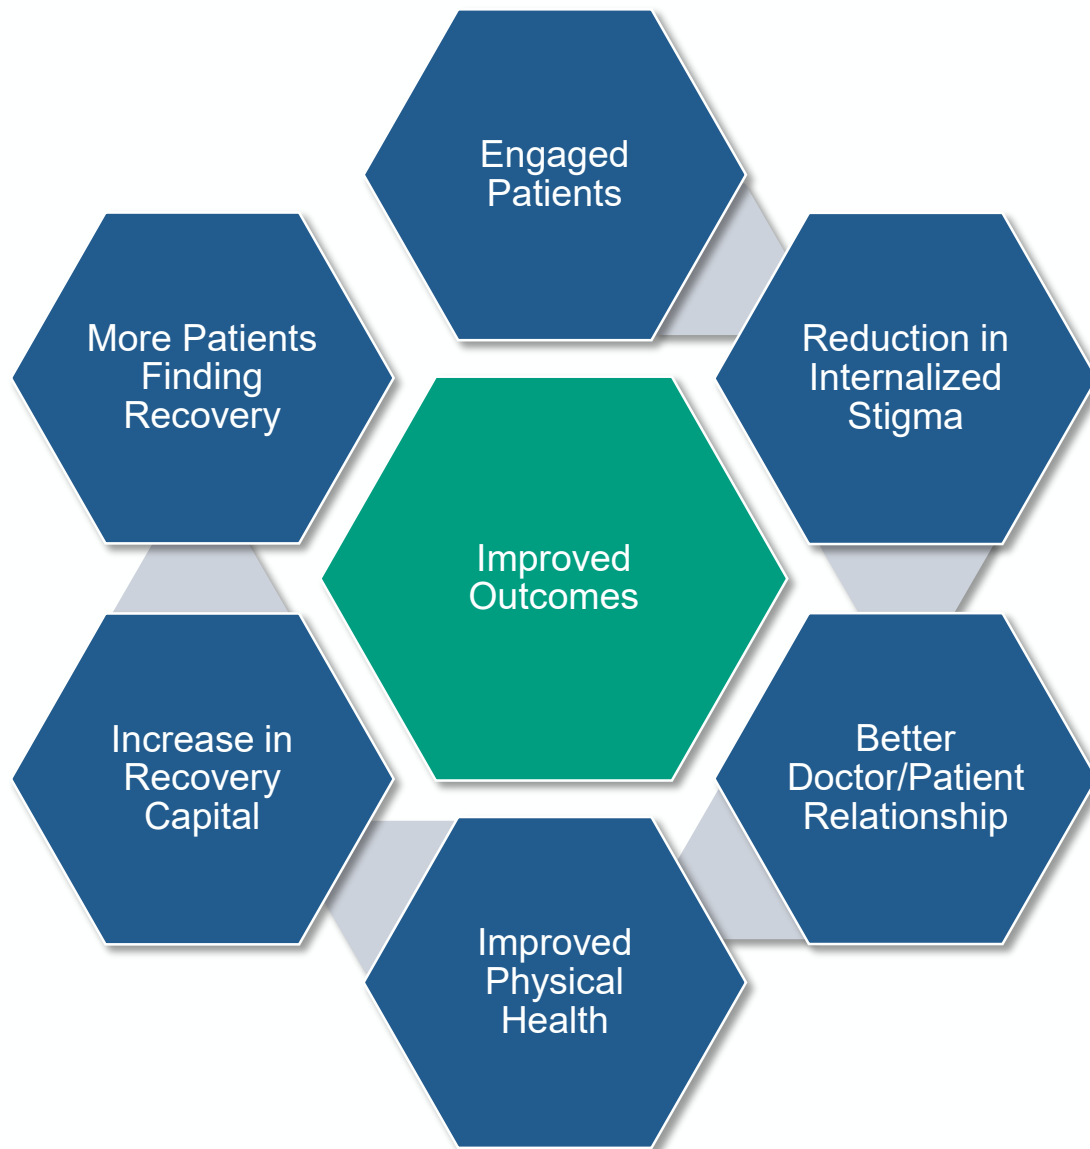 Engaged
Patients
Reduction in
Internalized
Stigma
Better
Doctor/Patient
Relationship
Improved
Physical
Health
Increase in
Recovery
Capital
More Patients
Finding
Recovery
Improved
Outcomes